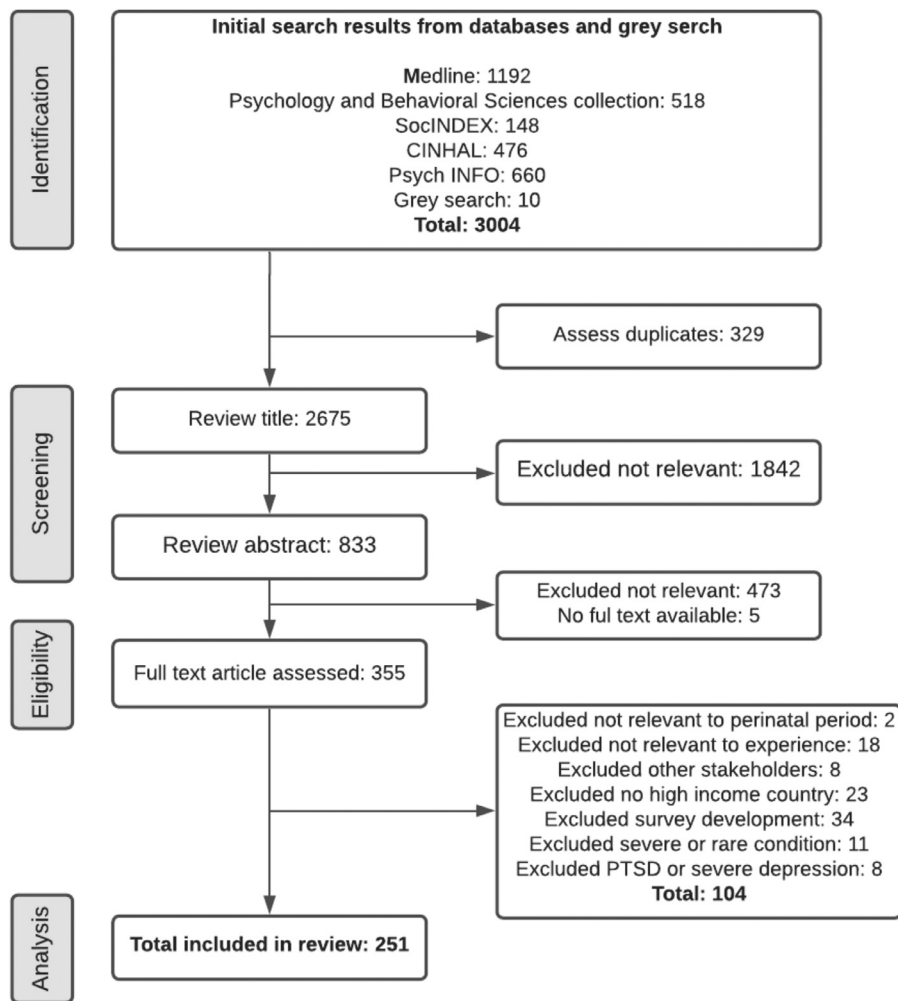 Identification
Initial search results from databases and grey serch
Medline: 1192
Psychology and Behavioral Sciences collection: 518
SocINDEX: 148
CINHAL: 476
Psych INFO: 660
Grey search: 10
Total: 3004
Assess duplicates: 329
Screening
Review title: 2675
Excluded not relevant: 1842
Review abstract: 833
Excluded not relevant: 473
No ful text available: 5
Eligibility
Full text article assessed: 355
Excluded not relevant to perinatal period: 2
Excluded not relevant to experience: 18
Excluded other stakeholders: 8
Excluded no high income country: 23
Excluded survey development: 34
Excluded severe or rare condition: 11
Excluded PTSD or severe depression: 8
Total: 104
Analysis
Total included in review: 251